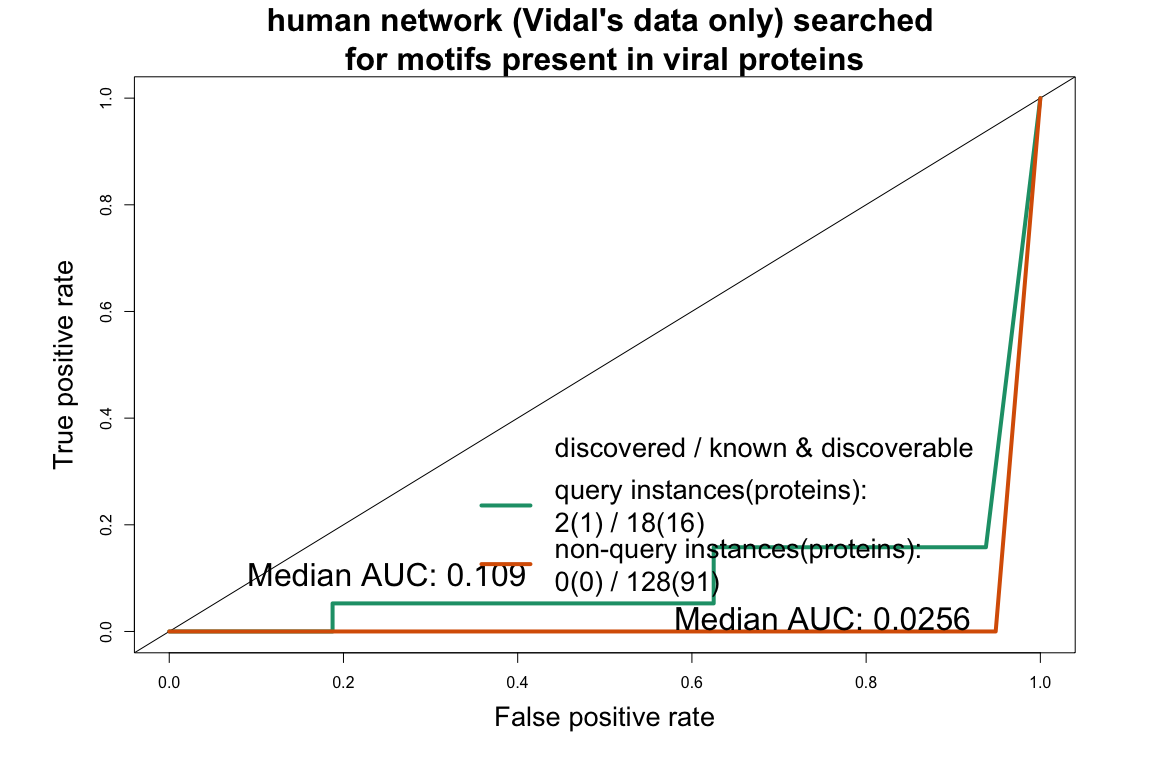 human network (Vidal's data only) searched
for motifs present in viral proteins
True positive rate
1.0
0.8
0.6
0.4
0.2
0.0
discovered / known & discoverable
query instances(proteins):
2(1) / 18(16)
non-query instances(proteins):
0(0) / 128(91)
Median AUC: 0.109
Median AUC: 0.0256
0.0 0.2 0.4 0.6 0.8 1.0
False positive rate